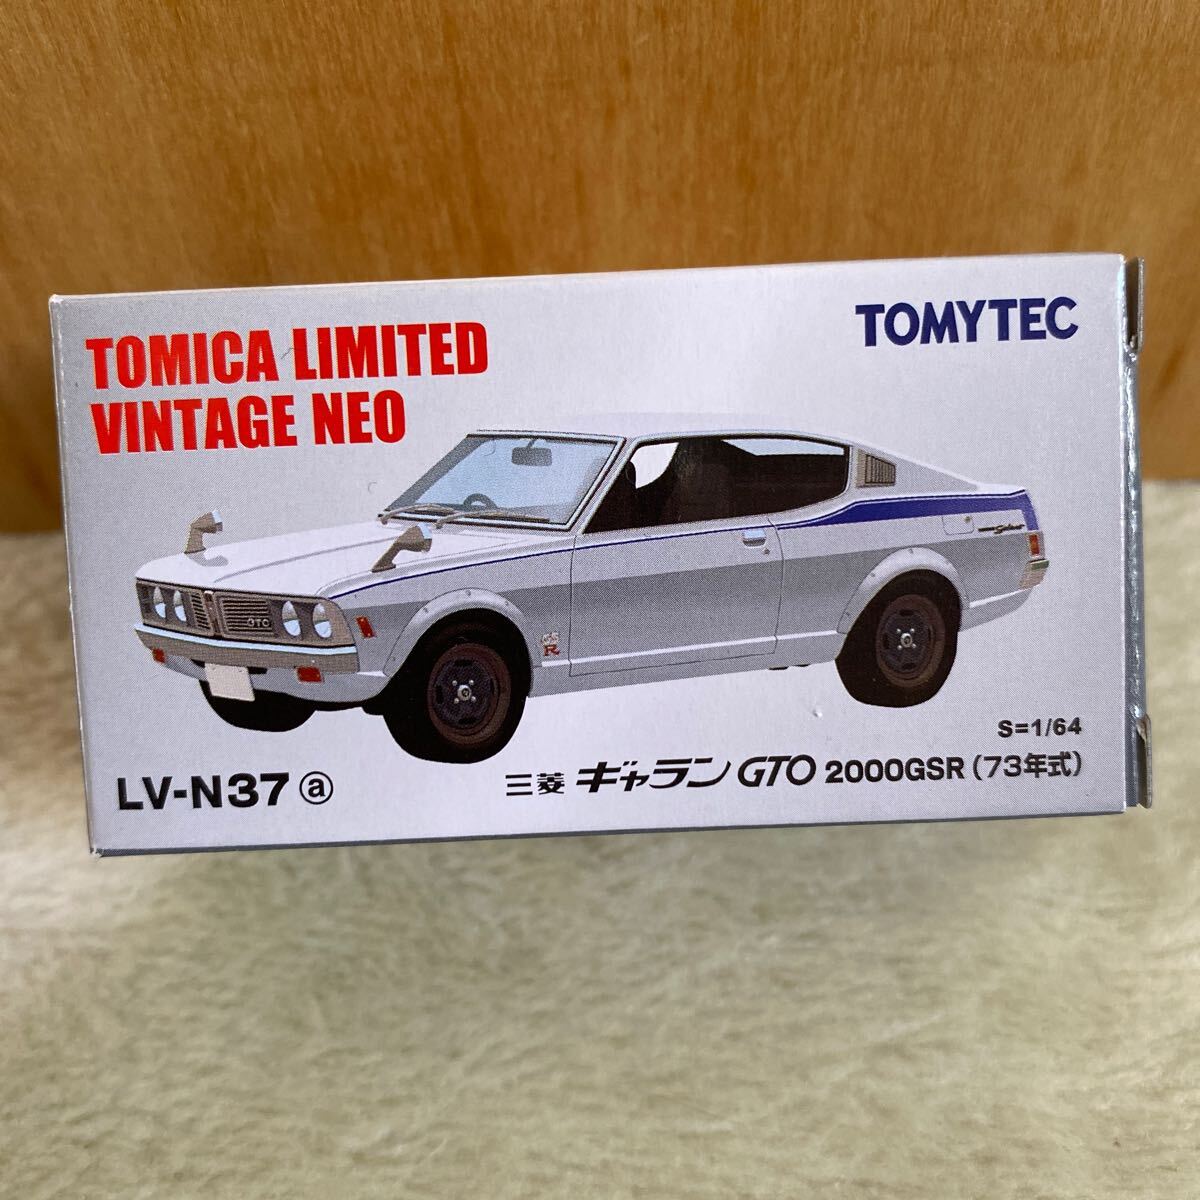 TOMICA LIMITED
VINTAGE NEO
TOMYTEC
GTO
GS
R
S=1/64
LV-N37 ⓐ
三菱 ギャラン GTO 2000GSR (73年式)